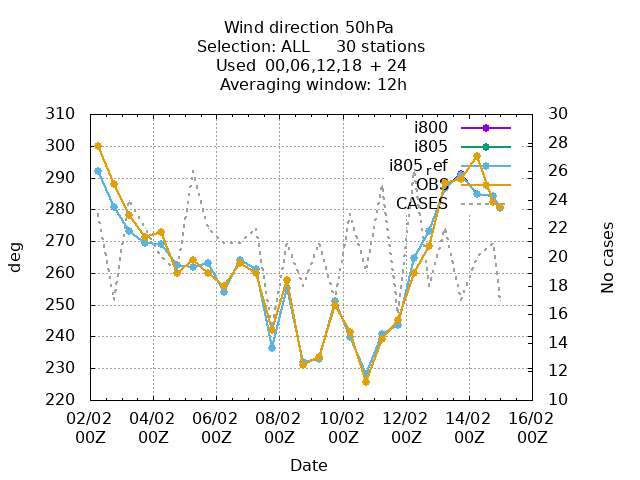 Wind direction 50hPa
Selection: ALL 30 stations
Used 00,06,12,18 + 24
Averaging window: 12h
310 30
300 28
290 26
280 24
270 22
260 20
250 18
240 16
230 14
220 12
10
i800
i805
i805_ref
OBS
CASES
deg
No cases
02/02 04/02 06/02 08/02 10/02 12/02 14/02 16/02
00Z 00Z 00Z 00Z 00Z 00Z 00Z 00Z
Date